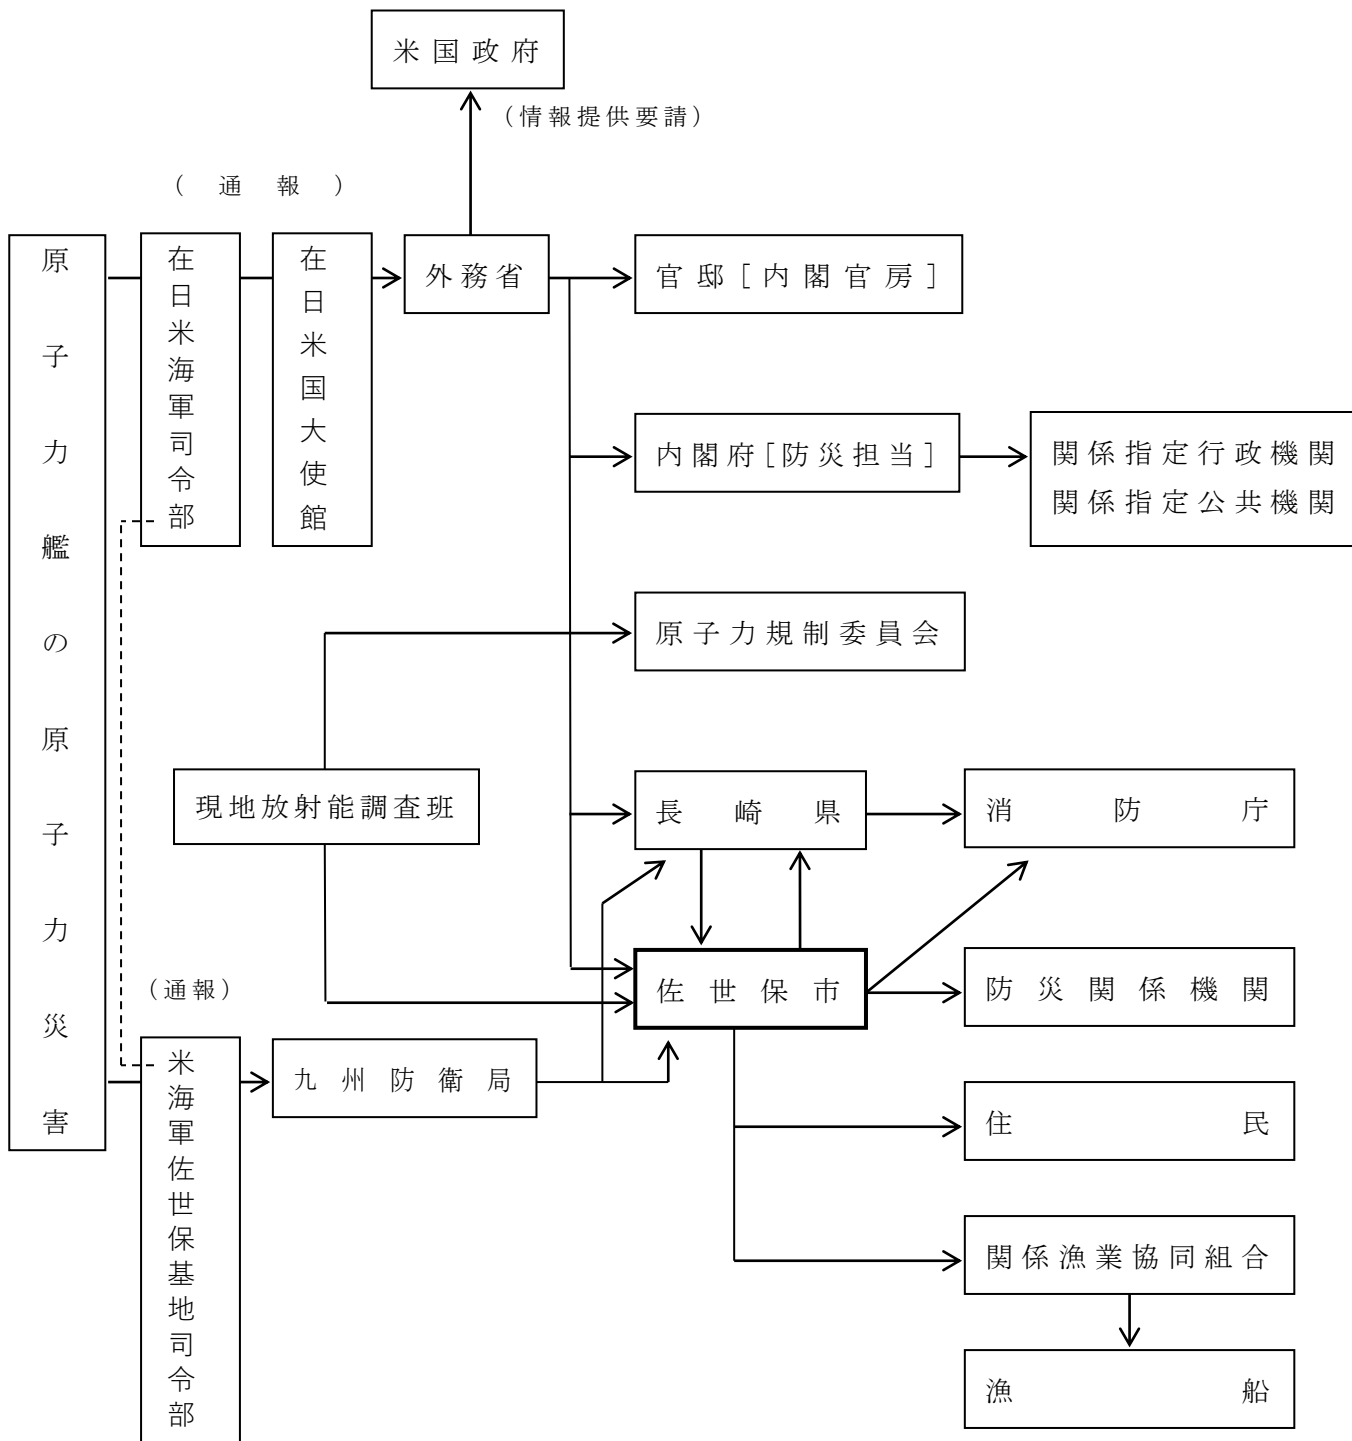 米国政府
（情報提供要請）
（通報）
原子力艦の原子力災害
在日米海軍司令部
在日米国大使館
外務省
官邸[内閣官房]
内閣府[防災担当]
関係指定行政機関
関係指定公共機関
原子力規制委員会
現地放射能調査班
長崎県
消防庁
（通報）
佐世保市
防災関係機関
米海軍佐世保基地司令部
九州防衛局
住民
関係漁業協同組合
漁船